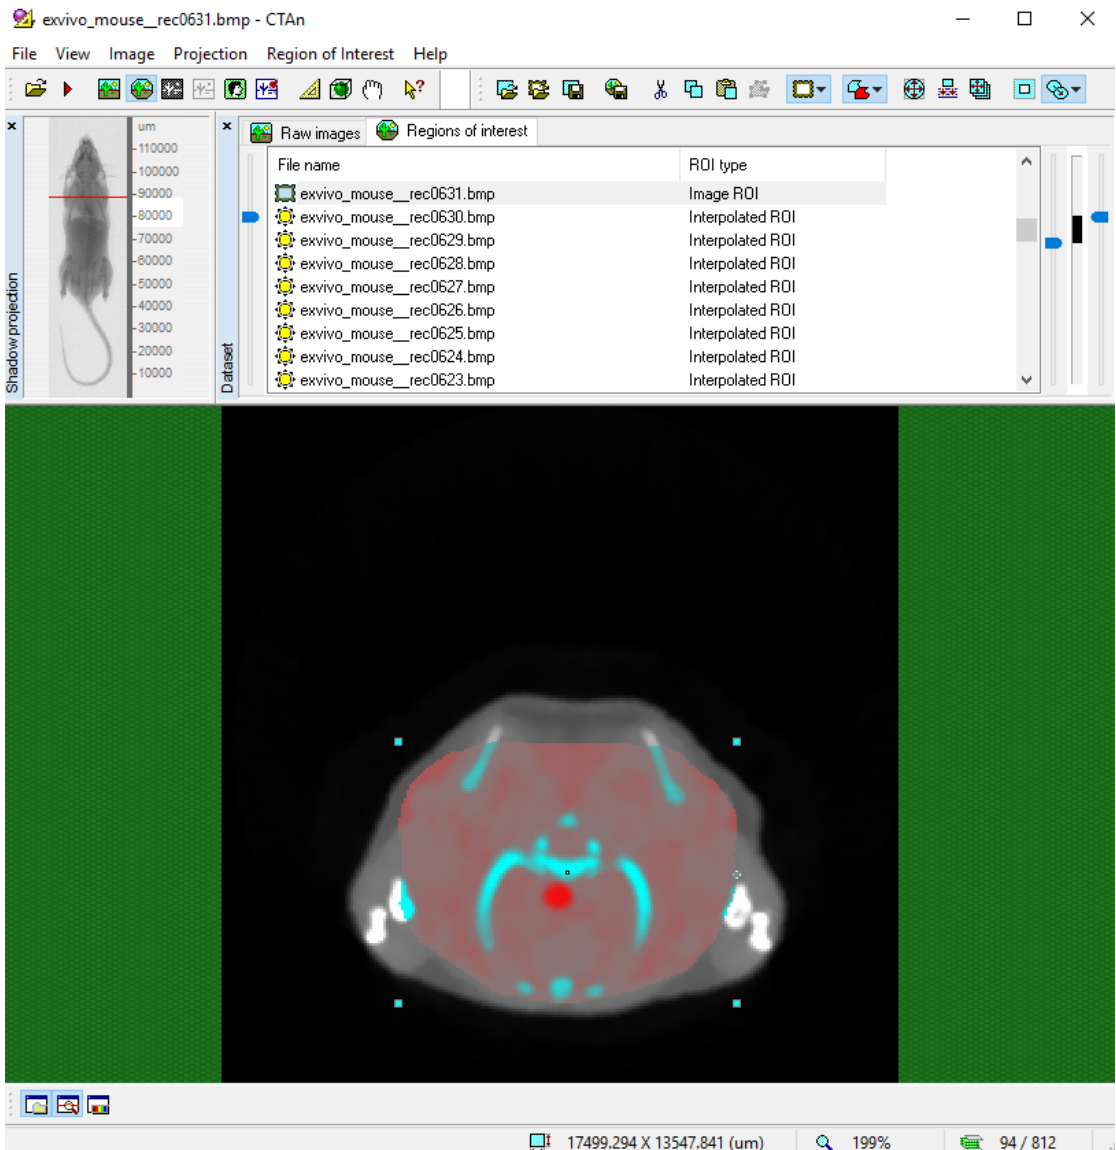 exvivo_mouse__rec0631.bmp - CTAn
File View Image Projection Region of Interest Help
Shadow projection
um
110000
100000
90000
80000
70000
60000
50000
40000
30000
20000
10000
Dataset
Raw images Regions of interest
File name ROI type
exvivo_mouse__rec0631.bmp Image ROI
exvivo_mouse__rec0630.bmp Interpolated ROI
exvivo_mouse__rec0629.bmp Interpolated ROI
exvivo_mouse__rec0628.bmp Interpolated ROI
exvivo_mouse__rec0627.bmp Interpolated ROI
exvivo_mouse__rec0626.bmp Interpolated ROI
exvivo_mouse__rec0625.bmp Interpolated ROI
exvivo_mouse__rec0624.bmp Interpolated ROI
exvivo_mouse__rec0623.bmp Interpolated ROI
17499.294 X 13547.841 (um) 199% 94 / 812